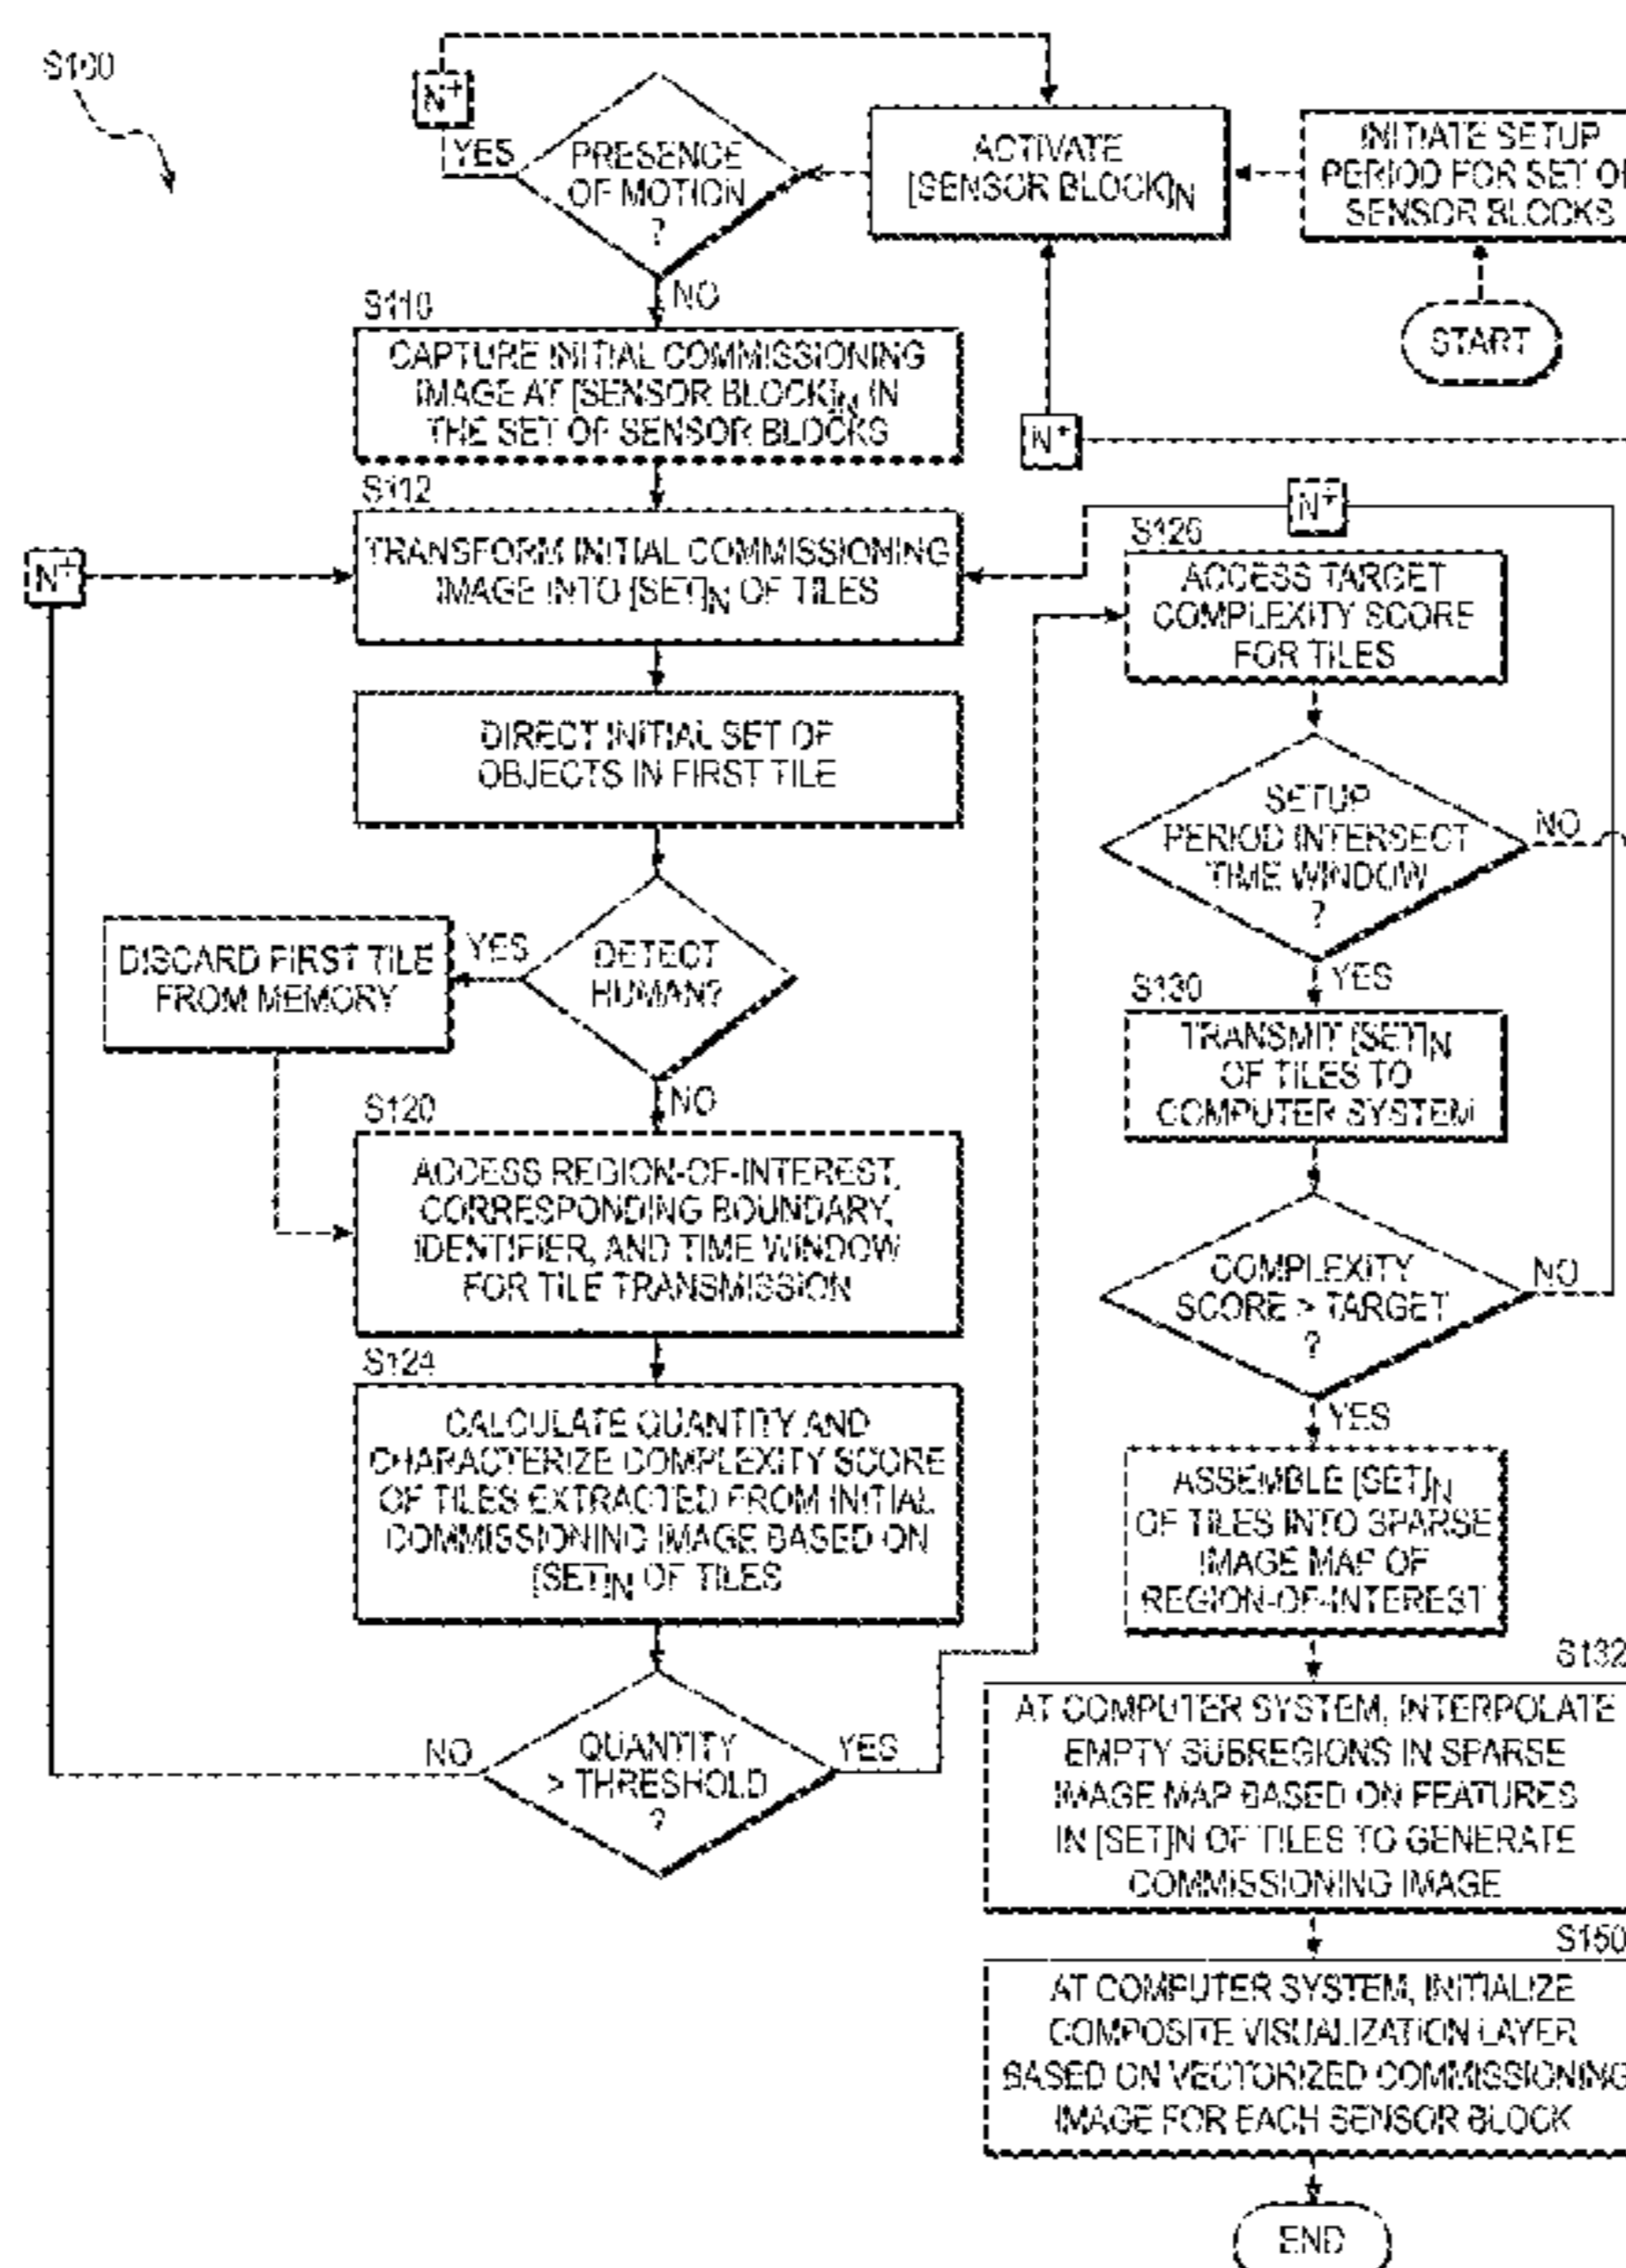 S100
START
INITIATE SETUP
PERIOD FOR SET OF
SENSOR BLOCKS
ACTIVATE
[SENSOR BLOCK]N
N+
YES
PRESENCE
OF MOTION
?
NO
S110
CAPTURE INITIAL COMMISSIONING
IMAGE AT [SENSOR BLOCK]N IN
THE SET OF SENSOR BLOCKS
N+
S112
TRANSFORM INITIAL COMMISSIONING
IMAGE INTO [SET]N OF TILES
N+
N+
DIRECT INITIAL SET OF
OBJECTS IN FIRST TILE
DETECT
HUMAN?
YES
DISCARD FIRST TILE
FROM MEMORY
NO
S120
ACCESS REGION-OF-INTEREST,
CORRESPONDING BOUNDARY,
IDENTIFIER, AND TIME WINDOW
FOR TILE TRANSMISSION
S124
CALCULATE QUANTITY AND
CHARACTERIZE COMPLEXITY SCORE
OF TILES EXTRACTED FROM INITIAL
COMMISSIONING IMAGE BASED ON
[SET]N OF TILES
NO
QUANTITY
> THRESHOLD
?
YES
S126
ACCESS TARGET
COMPLEXITY SCORE
FOR TILES
SETUP
PERIOD INTERSECT
TIME WINDOW
?
NO
YES
S130
TRANSMIT [SET]N
OF TILES TO
COMPUTER SYSTEM
COMPLEXITY
SCORE > TARGET
?
NO
YES
ASSEMBLE [SET]N
OF TILES INTO SPARSE
IMAGE MAP OF
REGION-OF-INTEREST
S132
AT COMPUTER SYSTEM, INTERPOLATE
EMPTY SUBREGIONS IN SPARSE
IMAGE MAP BASED ON FEATURES
IN [SET]N OF TILES TO GENERATE
COMMISSIONING IMAGE
S150
AT COMPUTER SYSTEM, INITIALIZE
COMPOSITE VISUALIZATION LAYER
BASED ON VECTORIZED COMMISSIONING
IMAGE FOR EACH SENSOR BLOCK
END